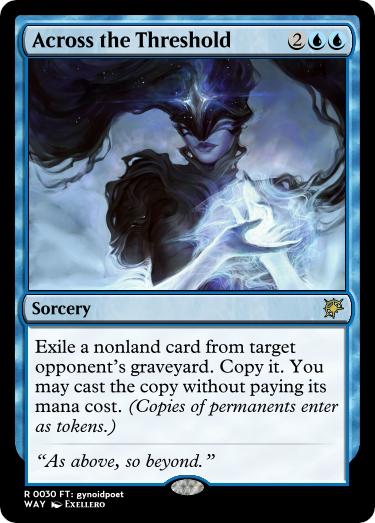 Across the Threshold 2
Sorcery
Exile a nonland card from target
opponent's graveyard. Copy it. You
may cast the copy without paying its
mana cost. (Copies of permanents enter
as tokens.)
"As above, so beyond."
R 0030 FT: gynoidpoet
WAY Exellero